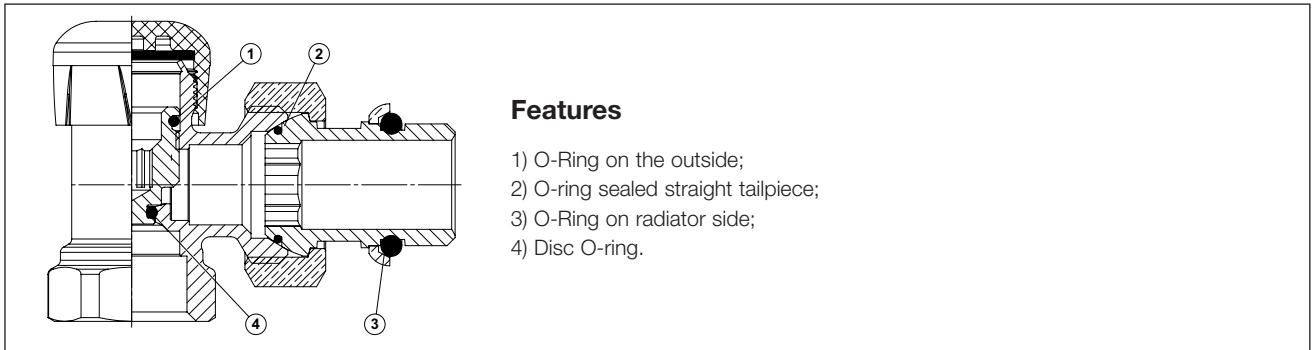 1
2
Features
1) O-Ring on the outside;
2) O-ring sealed straight tailpiece;
3) O-Ring on radiator side;
4) Disc O-ring.
4
3